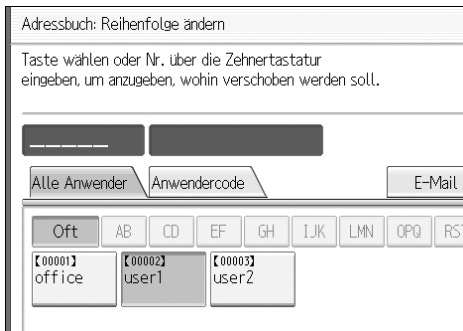 Adressbuch: Reihenfolge ändern
Taste wählen oder Nr. über die Zehnertastatur
eingeben, um anzugeben, wohin verschoben werden soll.
_ _ _ _ _
Alle Anwender Anwendercode E-Mail
Oft AB CD EF GH IJK LMN OPQ RST
【00001】 【00002】 【00003】
office user1 user2